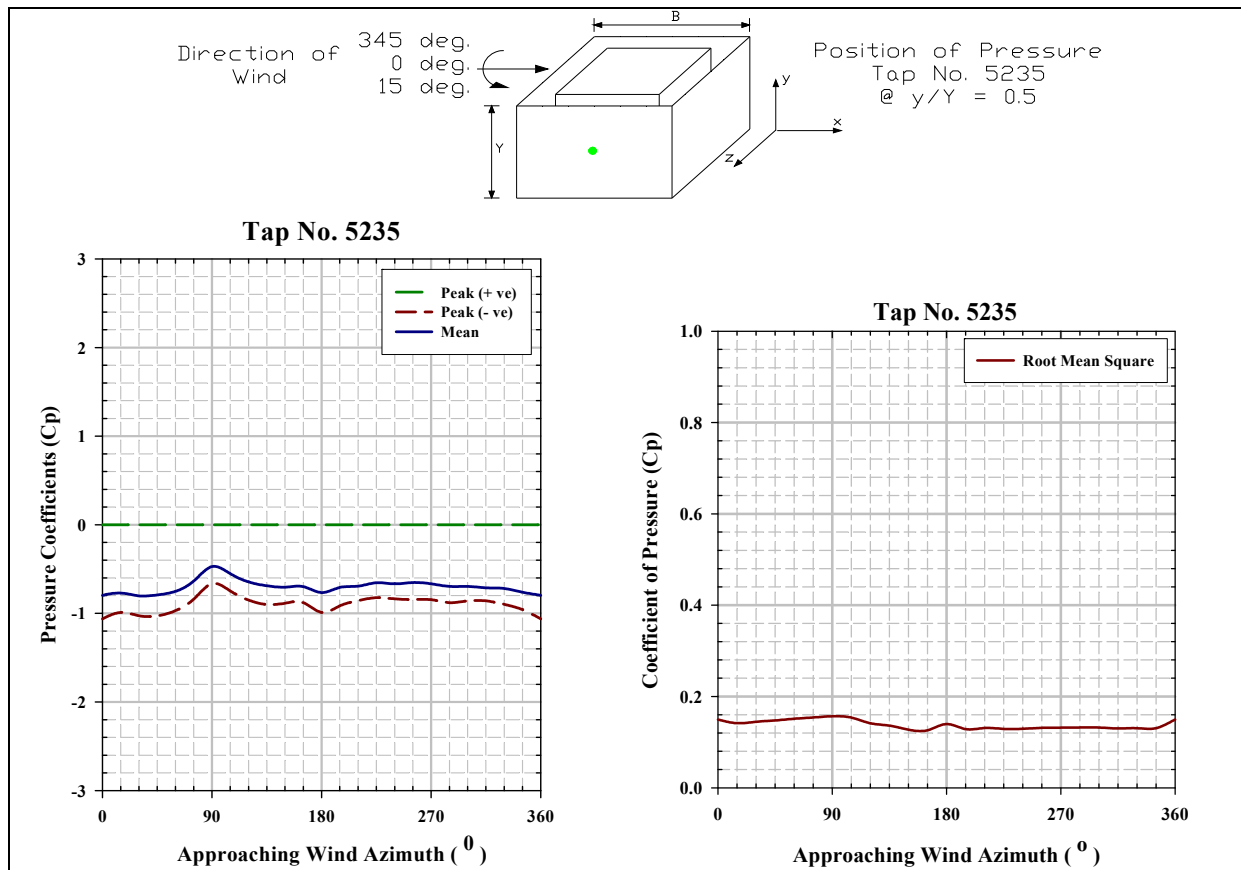 B
Direction of
Wind
345 deg.
0 deg.
15 deg.
Position of Pressure
Tap No. 5235
@ y/Y = 0.5
y
x
z
Y
Tap No. 5235
3
2
1
0
-1
-2
-3
Pressure Coefficients (Cp)
Peak (+ ve)
Peak (- ve)
Mean
0
90
180
270
360
Approaching Wind Azimuth ( 0 )
Tap No. 5235
1.0
0.8
0.6
0.4
0.2
0.0
Coefficient of Pressure (Cp)
Root Mean Square
0
90
180
270
360
Approaching Wind Azimuth ( o )